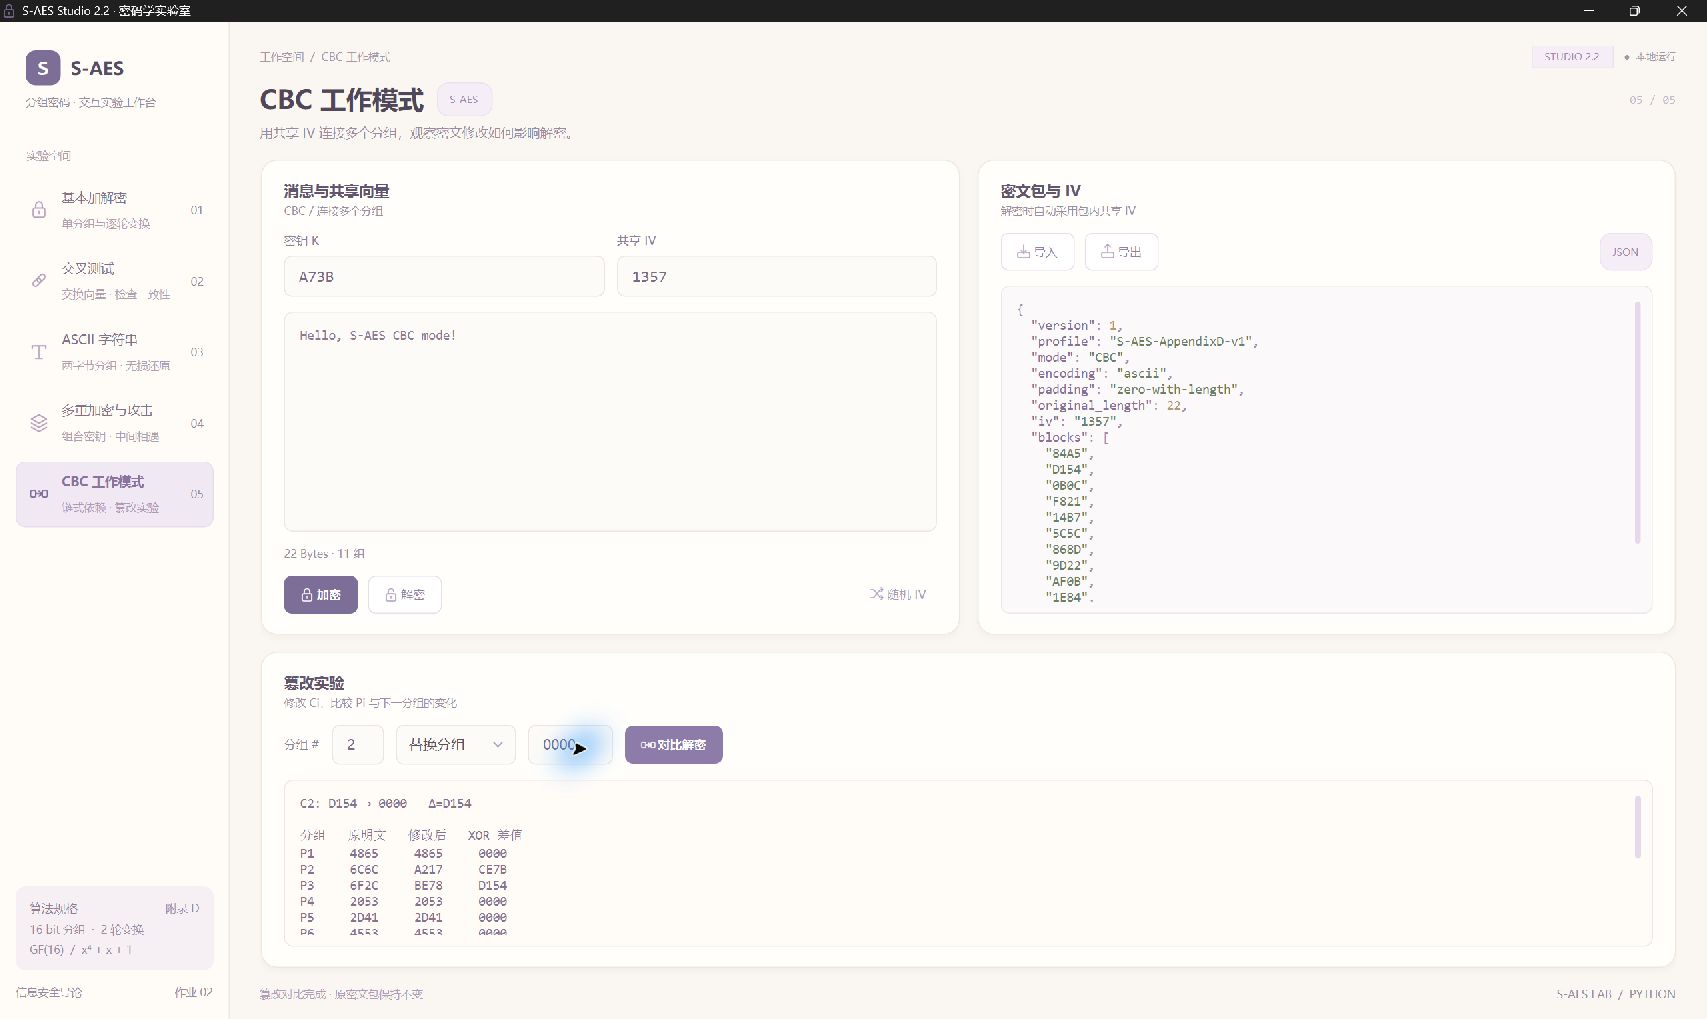 S-AES Studio 2.2 · 密码学实验室
S
S-AES
分组密码 · 交互实验工作台
实验空间
基本加解密
单分组与逐轮变换
01
交叉测试
交换向量 · 检查一致性
02
ASCII 字符串
两字节分组 · 无损还原
03
多重加密与攻击
组合密钥 · 中间相遇
04
CBC 工作模式
链式依赖 · 篡改实验
05
算法规格
附录 D
16 bit 分组 · 2 轮变换
GF(16) / x⁴ + x + 1
信息安全导论
作业 02
工作空间 / CBC 工作模式
STUDIO 2.2
● 本地运行
CBC 工作模式
S-AES
05 / 05
用共享 IV 连接多个分组，观察密文修改如何影响解密。
消息与共享向量
CBC / 连接多个分组
密钥 K
共享 IV
A73B
1357
Hello, S-AES CBC mode!
22 Bytes · 11 组
加密
解密
随机 IV
密文包与 IV
解密时自动采用包内共享 IV
导入
导出
JSON
{
"version": 1,
"profile": "S-AES-AppendixD-v1",
"mode": "CBC",
"encoding": "ascii",
"padding": "zero-with-length",
"original_length": 22,
"iv": "1357",
"blocks": [
"84A5",
"D154",
"0B0C",
"F821",
"14B7",
"5C5C",
"868D",
"9D22",
"AF0B",
"1E84",
篡改实验
修改 Ci，比较 Pi 与下一分组的变化
分组 #
2
替换分组
0000
对比解密
C2: D154 → 0000 Δ=D154
分组 原明文 修改后 XOR 差值
P1 4865 4865 0000
P2 6C6C A217 CE7B
P3 6F2C BE78 D154
P4 2053 2053 0000
P5 2D41 2D41 0000
P6 4553 4553 0000
篡改对比完成 · 原密文包保持不变
S-AES LAB / PYTHON